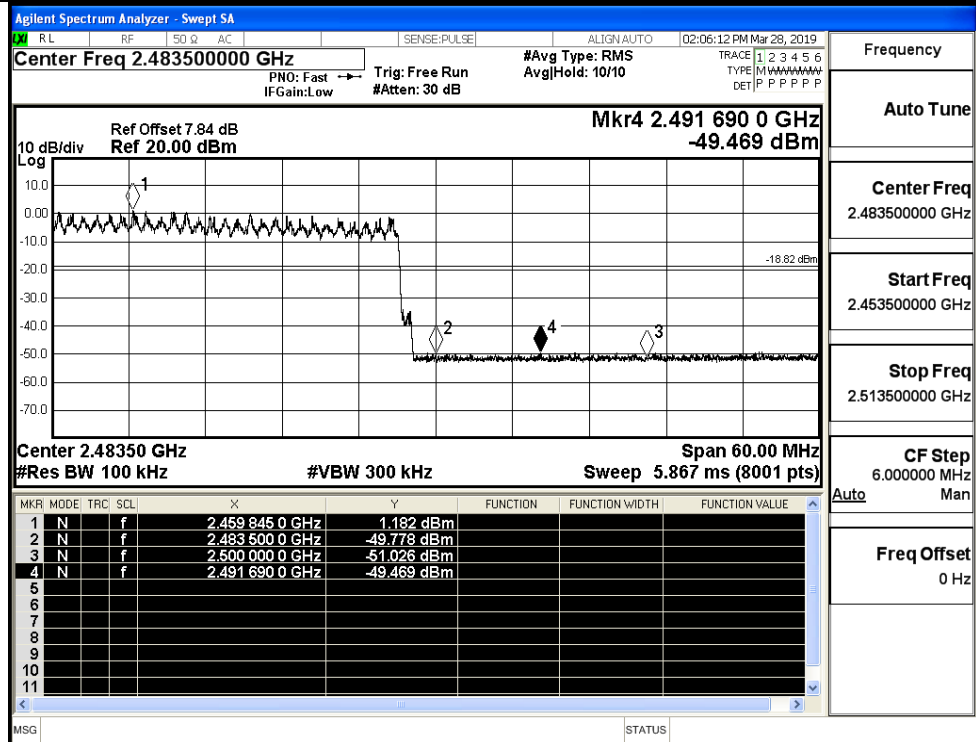 Agilent Spectrum Analyzer - Swept SA
LXI RL RF 50 Ω AC SENSE:PULSE ALIGN AUTO 02:06:12 PM Mar 28, 2019
Center Freq 2.483500000 GHz
PNO: Fast
IFGain:Low
Trig: Free Run
#Atten: 30 dB
#Avg Type: RMS
Avg|Hold: 10/10
TRACE 1 2 3 4 5 6
TYPE M WWWWW
DET P P P P P P
Frequency
Auto Tune
Center Freq
2.483500000 GHz
Start Freq
2.453500000 GHz
Stop Freq
2.513500000 GHz
CF Step
6.000000 MHz
Auto Man
Freq Offset
0 Hz
Mkr4 2.491 690 0 GHz
-49.469 dBm
Ref Offset 7.84 dB
10 dB/div Ref 20.00 dBm
Log
10.0
0.00
-10.0
-20.0
-30.0
-40.0
-50.0
-60.0
-70.0
1
-18.82 dBm
2
4
3
Center 2.48350 GHz Span 60.00 MHz
#Res BW 100 kHz #VBW 300 kHz Sweep 5.867 ms (8001 pts)
MKR MODE TRC SCL X Y FUNCTION FUNCTION WIDTH FUNCTION VALUE
1 N f 2.459 845 0 GHz 1.182 dBm
2 N f 2.483 500 0 GHz -49.778 dBm
3 N f 2.500 000 0 GHz -51.026 dBm
4 N f 2.491 690 0 GHz -49.469 dBm
5
6
7
8
9
10
11
MSG STATUS